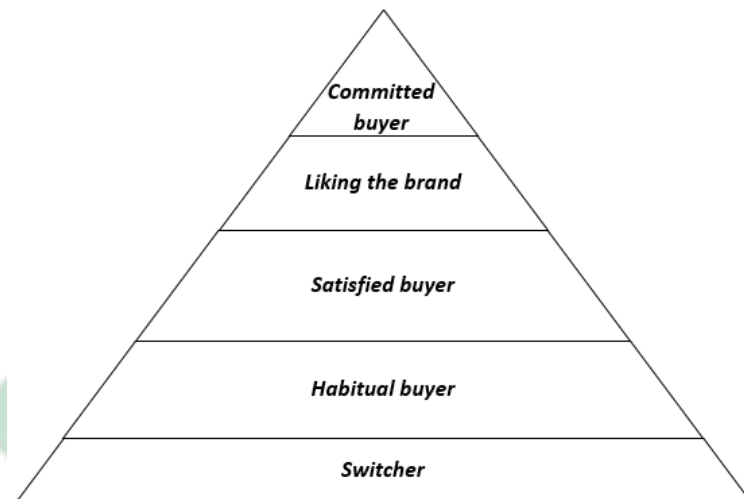 Committed
buyer
Liking the brand
Satisfied buyer
Habitual buyer
Switcher